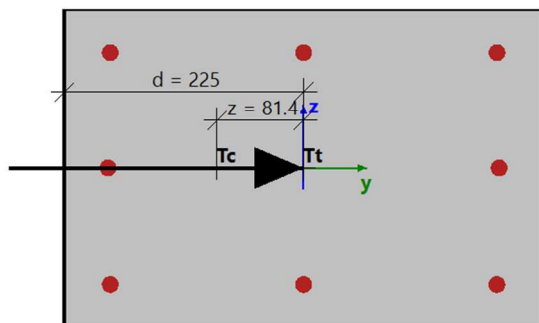 d = 225
z = 81.4
z
Tc
Tt
y